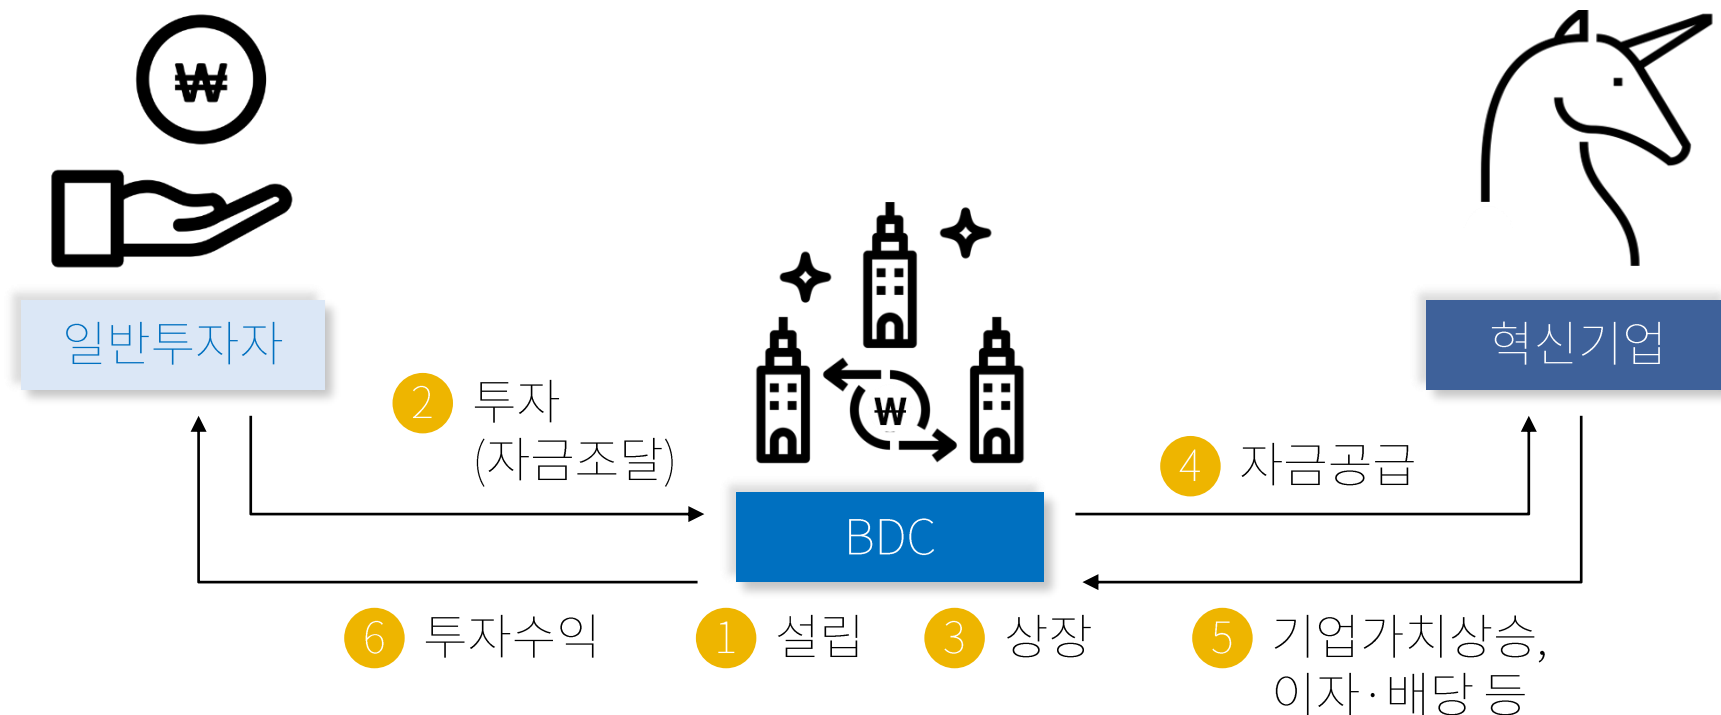 ₩
일반투자자
혁신기업
₩
2 투자
(자금조달)
4 자금공급
BDC
6 투자수익
1 설립
3 상장
5 기업가치상승,
이자·배당 등